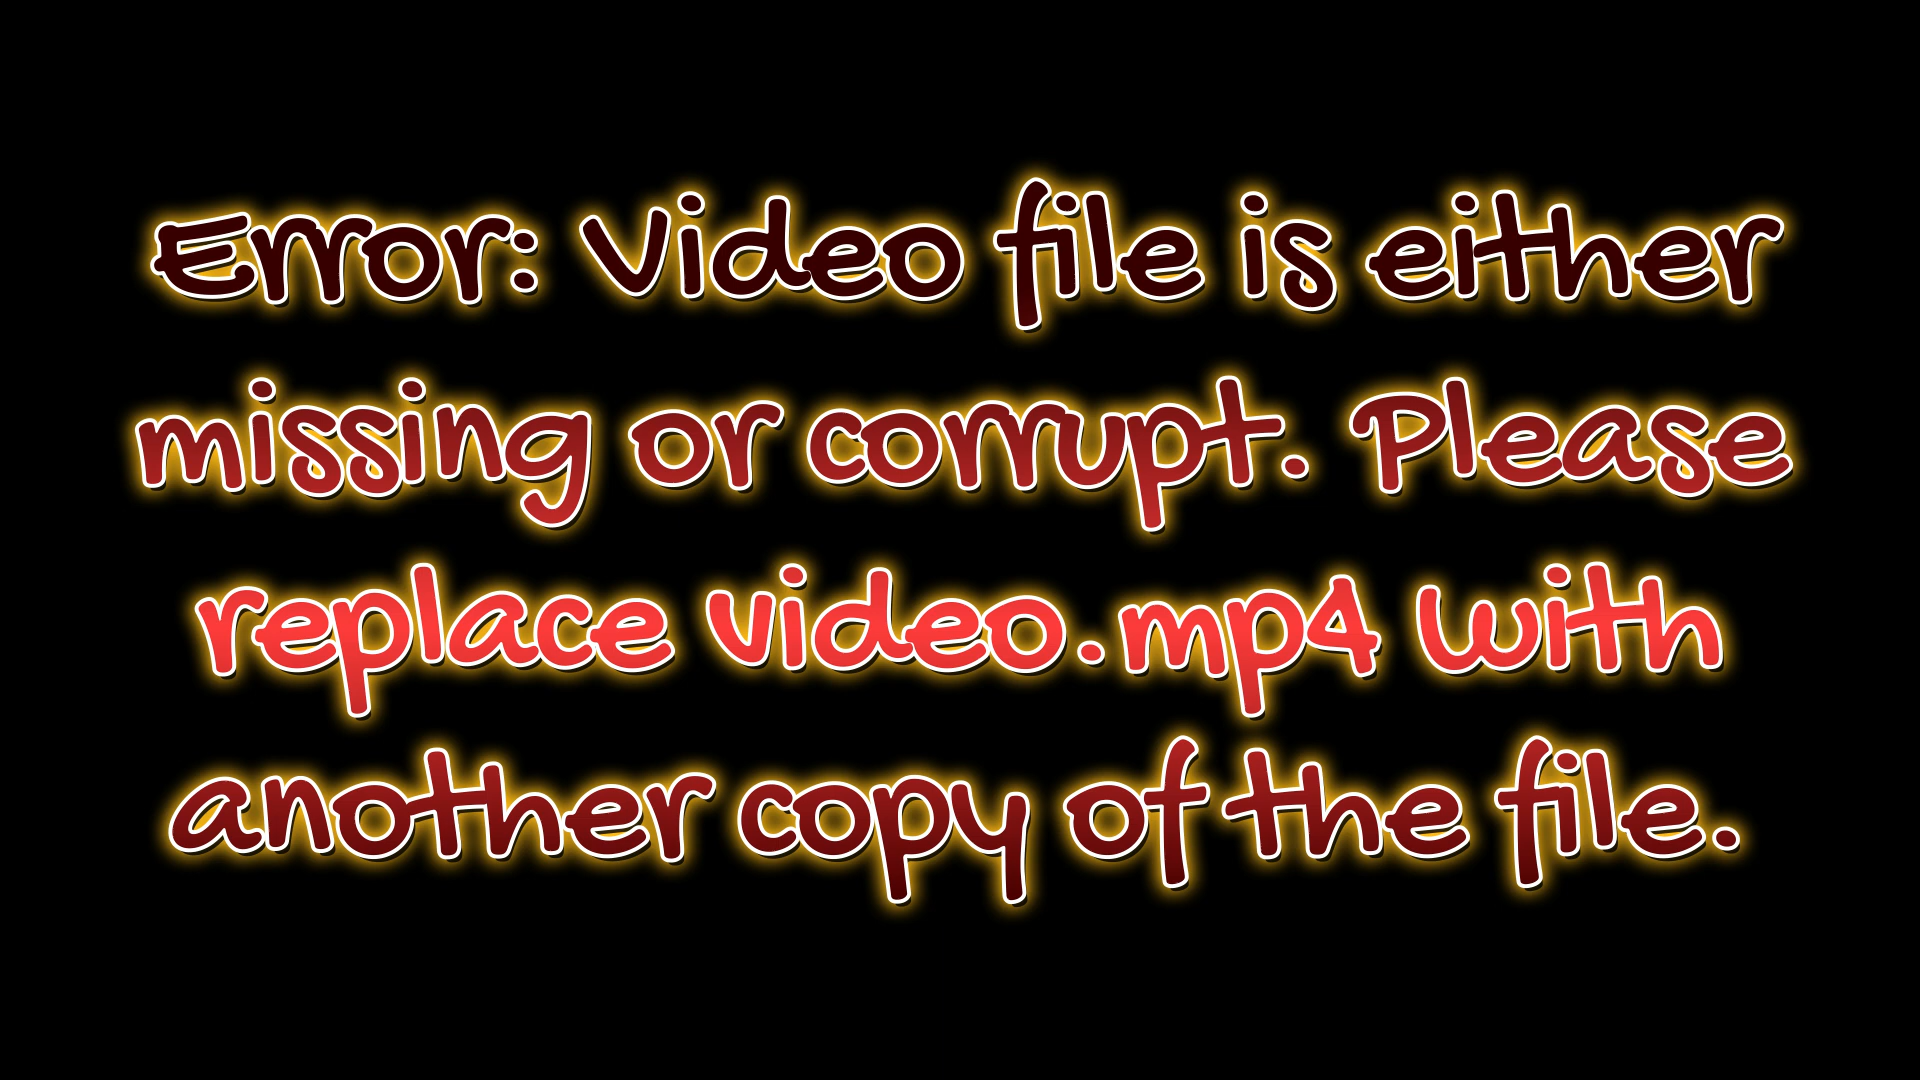 Error: Video file is either
missing or corrupt. Please
replace video.mp4 with
another copy of the file.